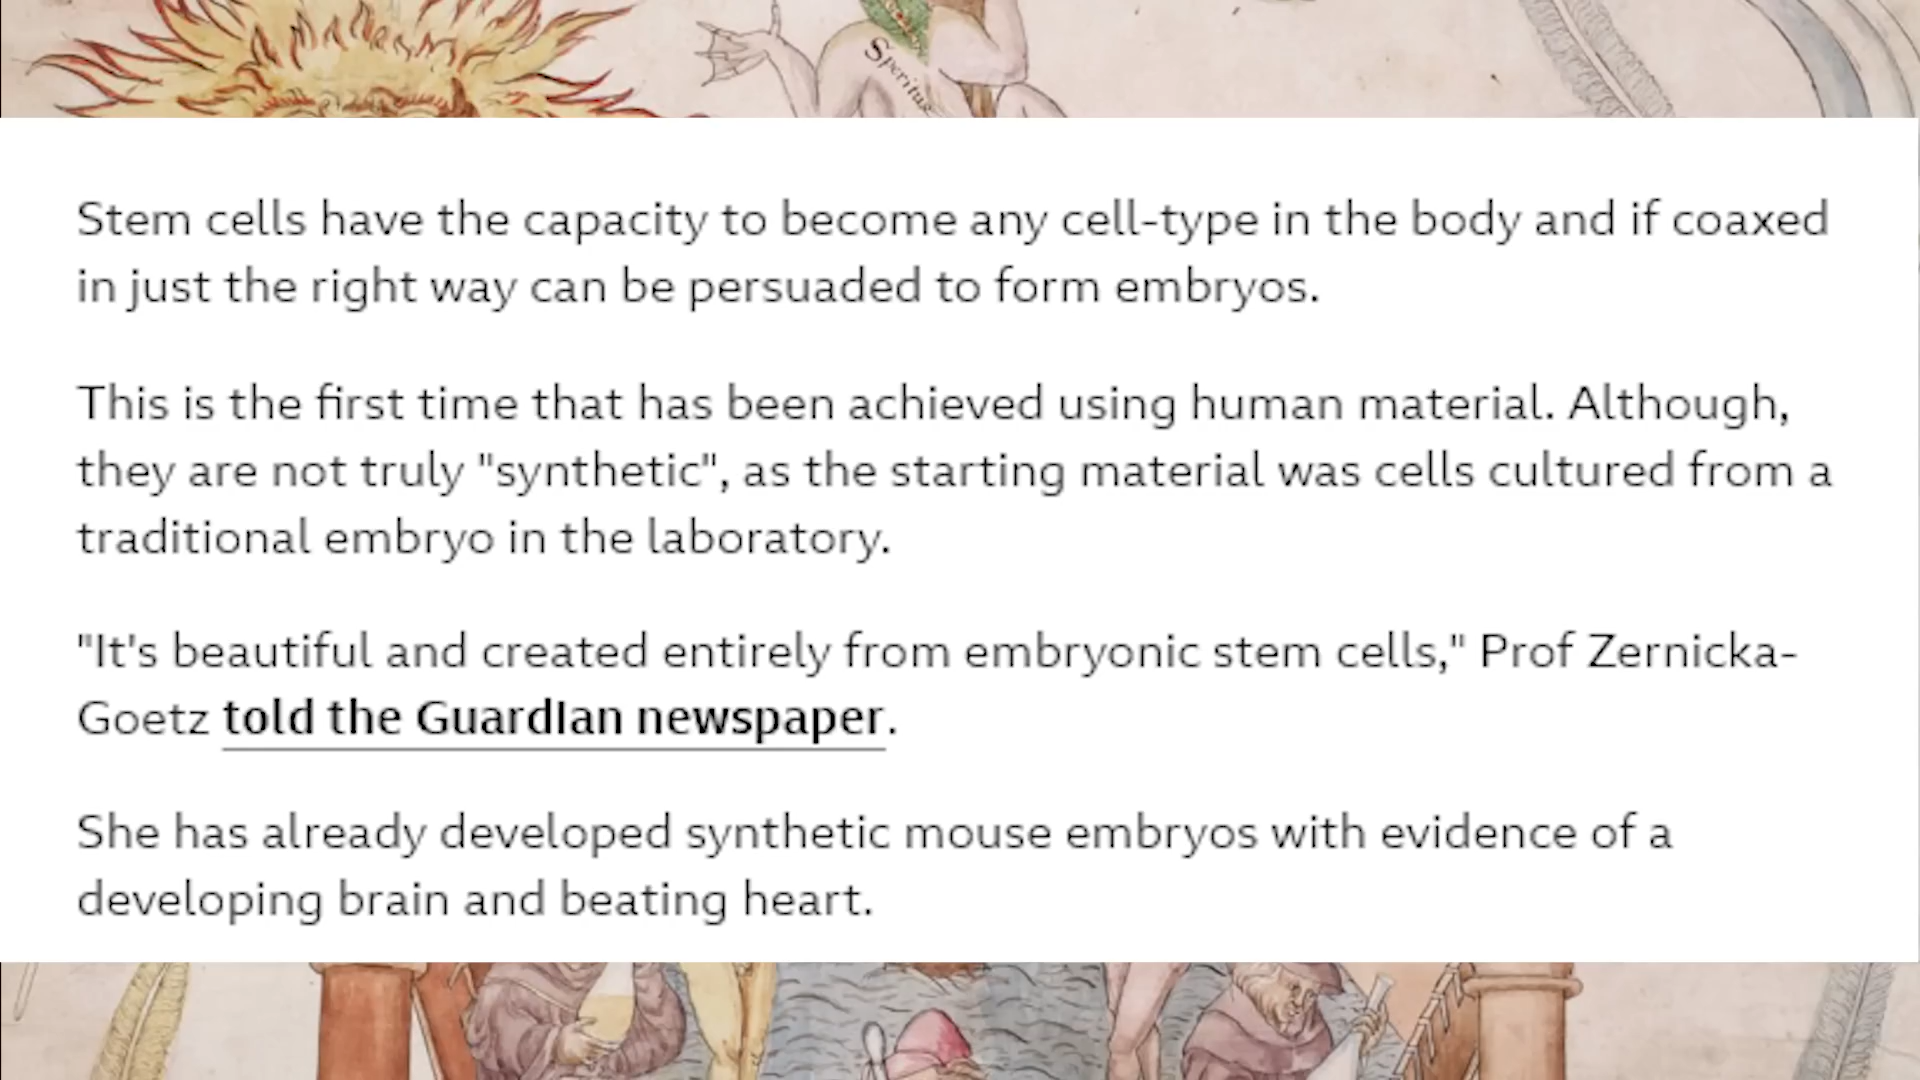 Speritus
Stem cells have the capacity to become any cell-type in the body and if coaxed
in just the right way can be persuaded to form embryos.
This is the first time that has been achieved using human material. Although,
they are not truly "synthetic", as the starting material was cells cultured from a
traditional embryo in the laboratory.
"It's beautiful and created entirely from embryonic stem cells," Prof Zernicka-
Goetz told the Guardian newspaper.
She has already developed synthetic mouse embryos with evidence of a
developing brain and beating heart.